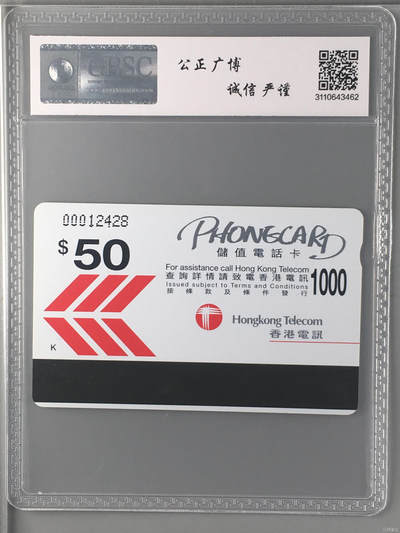 GPSC
公正广博
诚信 严谨
3110643462
00012428
$50
PHONECARD
儲值電話卡
For assistance call Hong Kong Telecom
查詢詳情請致電香港電訊 1000
Issued subject to Terms and Conditions
按條款及條件發行
Hongkong Telecom
香港電訊
K